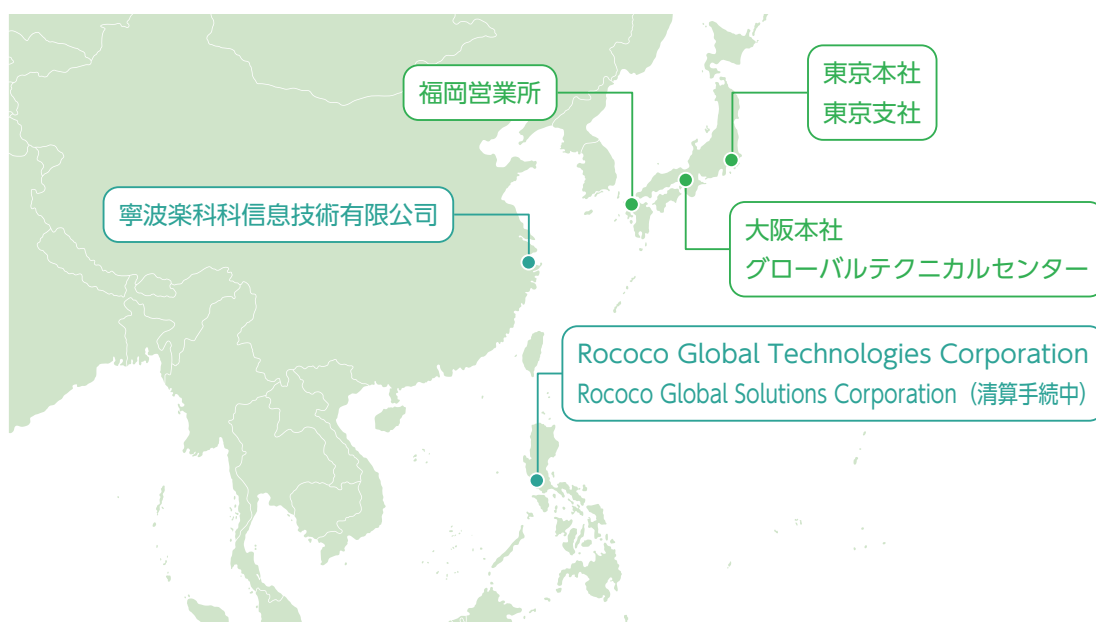 福岡営業所
東京本社
東京支社
寧波楽科科信息技術有限公司
大阪本社
グローバルテクニカルセンター
Rococo Global Technologies Corporation
Rococo Global Solutions Corporation（清算手続中）